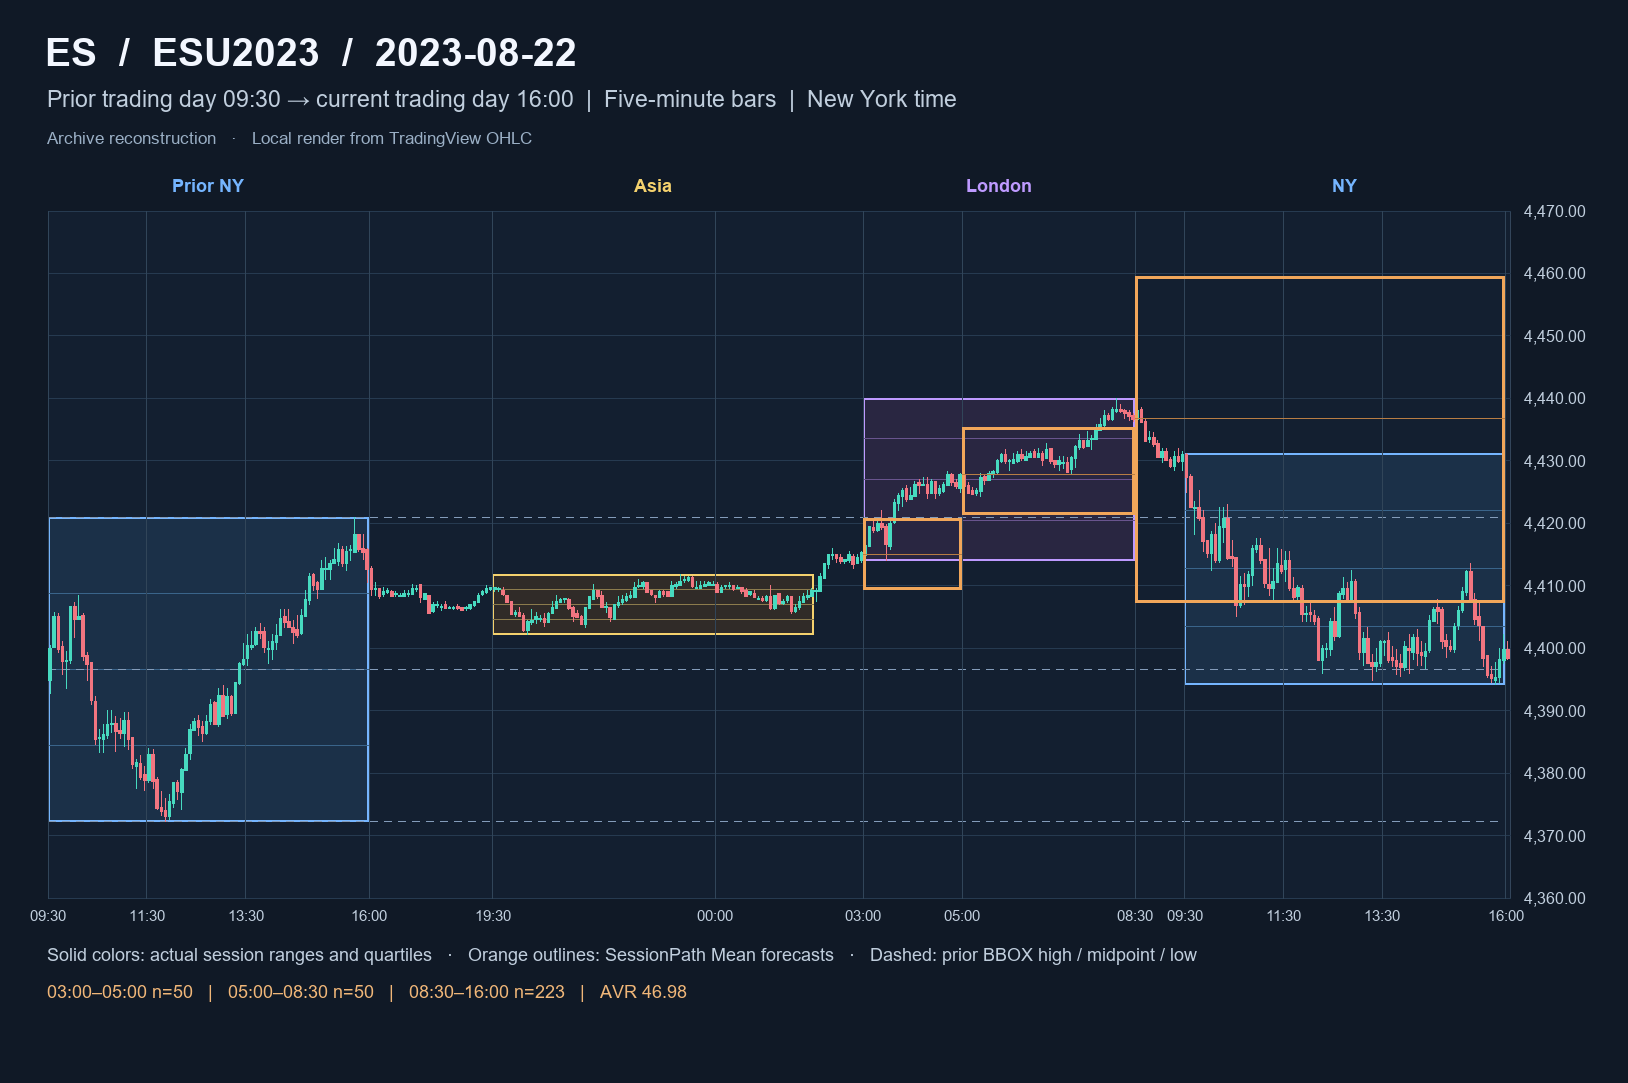 ES / ESU2023 / 2023-08-22
Prior trading day 09:30 → current trading day 16:00 | Five-minute bars | New York time
Archive reconstruction · Local render from TradingView OHLC
Prior NY Asia London NY
4,470.00
4,460.00
4,450.00
4,440.00
4,430.00
4,420.00
4,410.00
4,400.00
4,390.00
4,380.00
4,370.00
4,360.00
09:30 11:30 13:30 16:00 19:30 00:00 03:00 05:00 08:30 09:30 11:30 13:30 16:00
Solid colors: actual session ranges and quartiles · Orange outlines: SessionPath Mean forecasts · Dashed: prior BBOX high / midpoint / low
03:00–05:00 n=50 | 05:00–08:30 n=50 | 08:30–16:00 n=223 | AVR 46.98